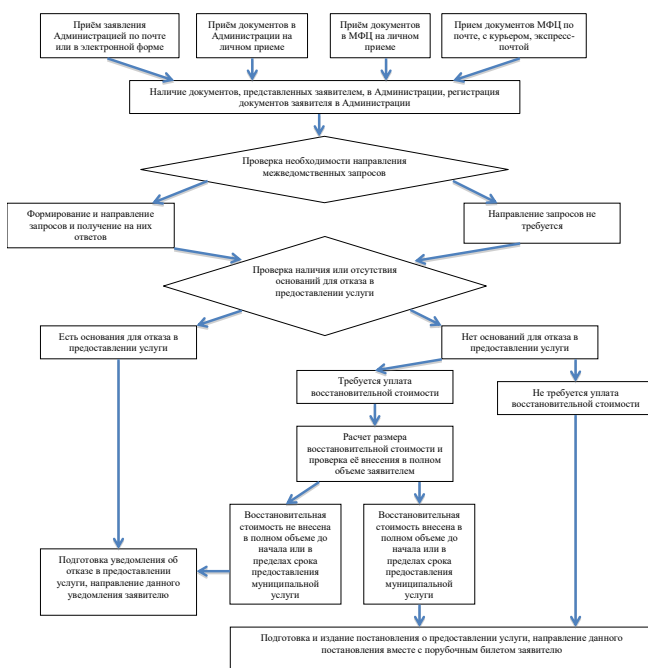 Приём заявления
Администрацией по почте
или в электронной форме
Приём документов в
Администрации на
личном приеме
Приём документов
в МФЦ на личном
приеме
Прием документов МФЦ по
почте, с курьером, экспресс-
почтой
Наличие документов, представленных заявителем, в Администрации, регистрация
документов заявителя в Администрации
Проверка необходимости направления
межведомственных запросов
Формирование и направление
запросов и получение на них
ответов
Направление запросов не
требуется
Проверка наличия или отсутствия
оснований для отказа в
предоставлении услуги
Есть основания для отказа в
предоставлении услуги
Нет оснований для отказа в
предоставлении услуги
Требуется уплата
восстановительной стоимости
Не требуется уплата
восстановительной стоимости
Расчет размера
восстановительной стоимости и
проверка её внесения в полном
объеме заявителем
Восстановительная
стоимость не внесена
в полном объеме до
начала или в
пределах срока
предоставления
муниципальной
услуги
Восстановительная
стоимость внесена в
полном объеме до
начала или в
пределах срока
предоставления
муниципальной
услуги
Подготовка уведомления об
отказе в предоставлении
услуги, направление данного
уведомления заявителю
Подготовка и издание постановления о предоставлении услуги, направление данного
постановления вместе с порубочным билетом заявителю